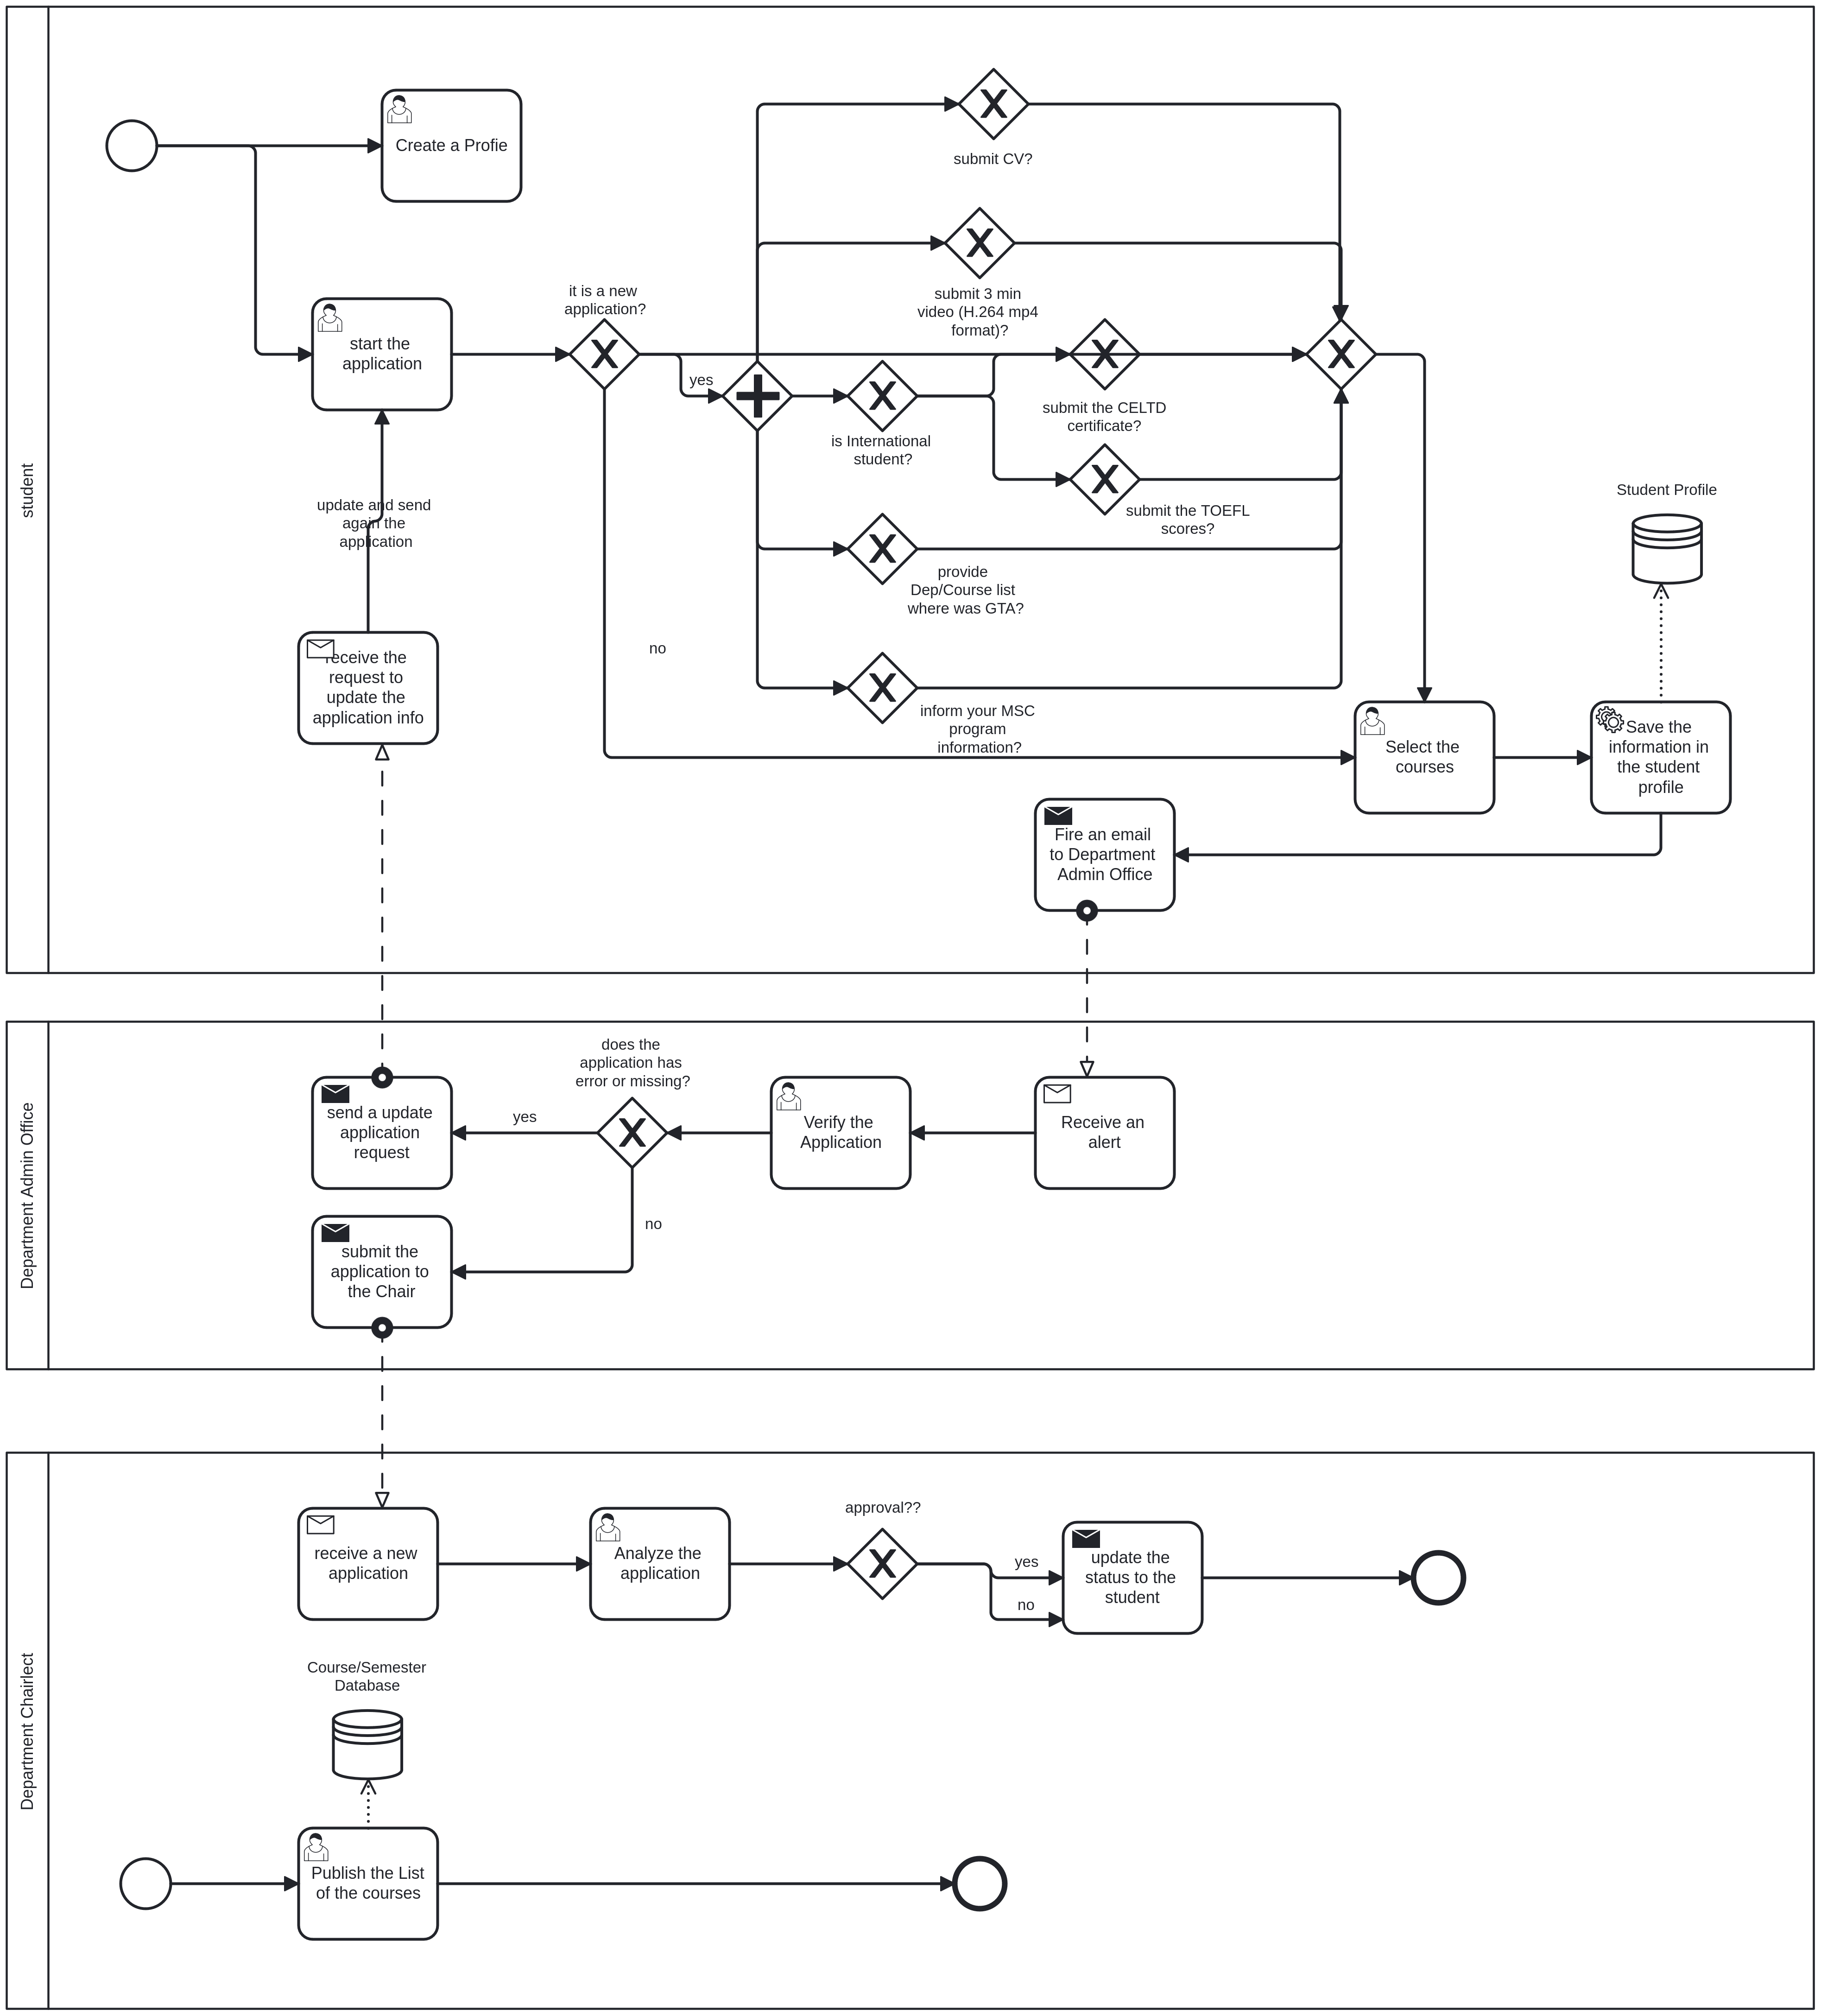 student
Create a Profie
submit CV?
submit 3 min
video (H.264 mp4
format)?
it is a new
application?
start the
application
yes
is International
student?
submit the CELTD
certificate?
submit the TOEFL
scores?
Student Profile
update and send
again the
application
provide
Dep/Course list
where was GTA?
no
receive the
request to
update the
application info
inform your MSC
program
information?
Select the
courses
Save the
information in
the student
profile
Fire an email
to Department
Admin Office
Department Admin Office
does the
application has
error or missing?
send a update
application
request
yes
Verify the
Application
Receive an
alert
no
submit the
application to
the Chair
Department Chairlect
approval??
receive a new
application
Analyze the
application
yes
no
update the
status to the
student
Course/Semester
Database
Publish the List
of the courses